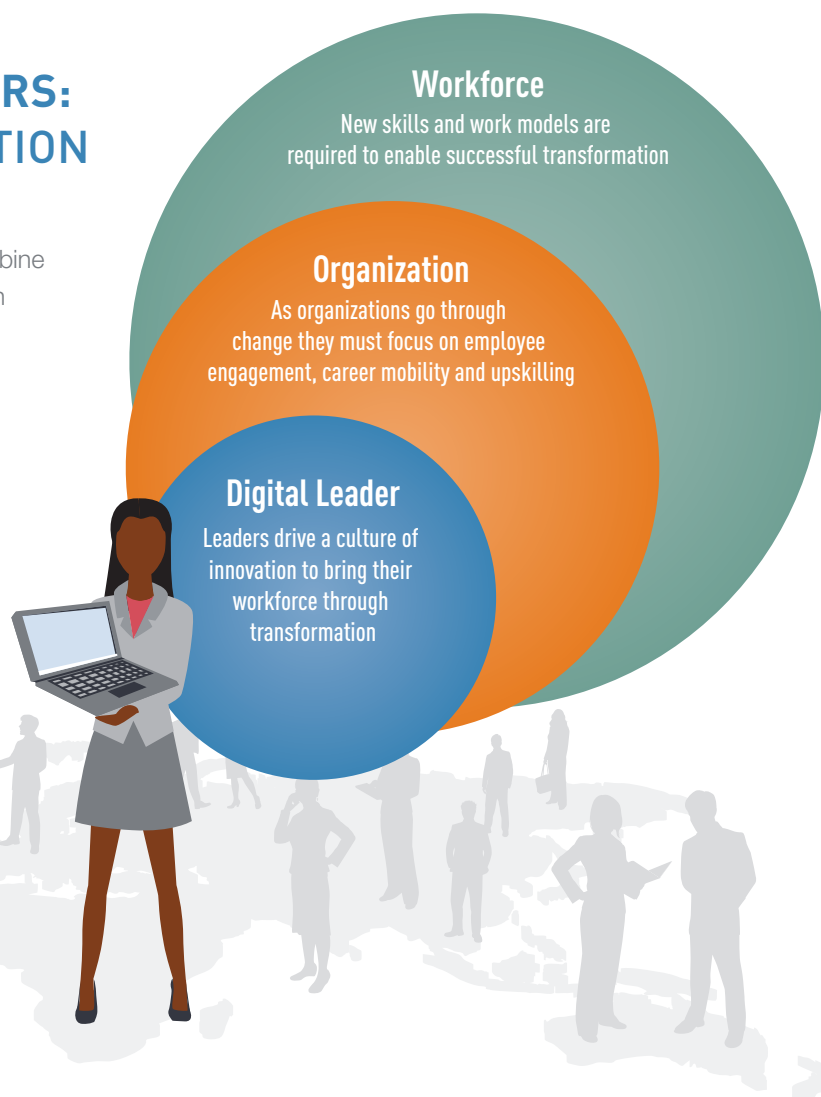 RS:
TION
bine
Workforce
New skills and work models are
required to enable successful transformation
Organization
As organizations go through
change they must focus on employee
engagement, career mobility and upskilling
Digital Leader
Leaders drive a culture of
innovation to bring their
workforce through
transformation